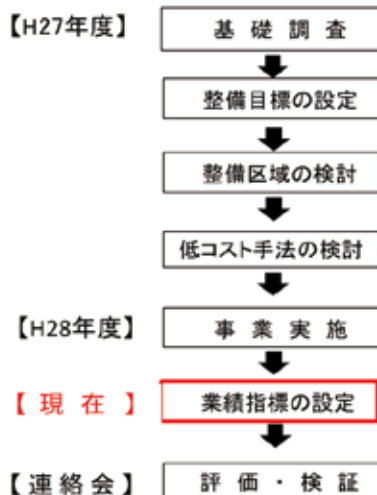 【H27年度】 基礎調査
整備目標の設定
整備区域の検討
低コスト手法の検討
【H28年度】 事業実施
【現在】 業績指標の設定
【連絡会】 評価・検証